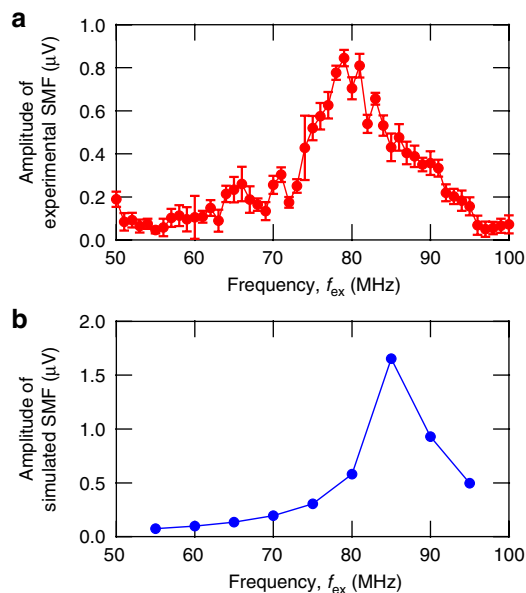 a
Amplitude of
experimental SMF (μV)
1.0
0.8
0.6
0.4
0.2
0.0
50 60 70 80 90 100
Frequency, fex (MHz)
b
Amplitude of
simulated SMF (μV)
2.0
1.5
1.0
0.5
0.0
50 60 70 80 90 100
Frequency, fex (MHz)